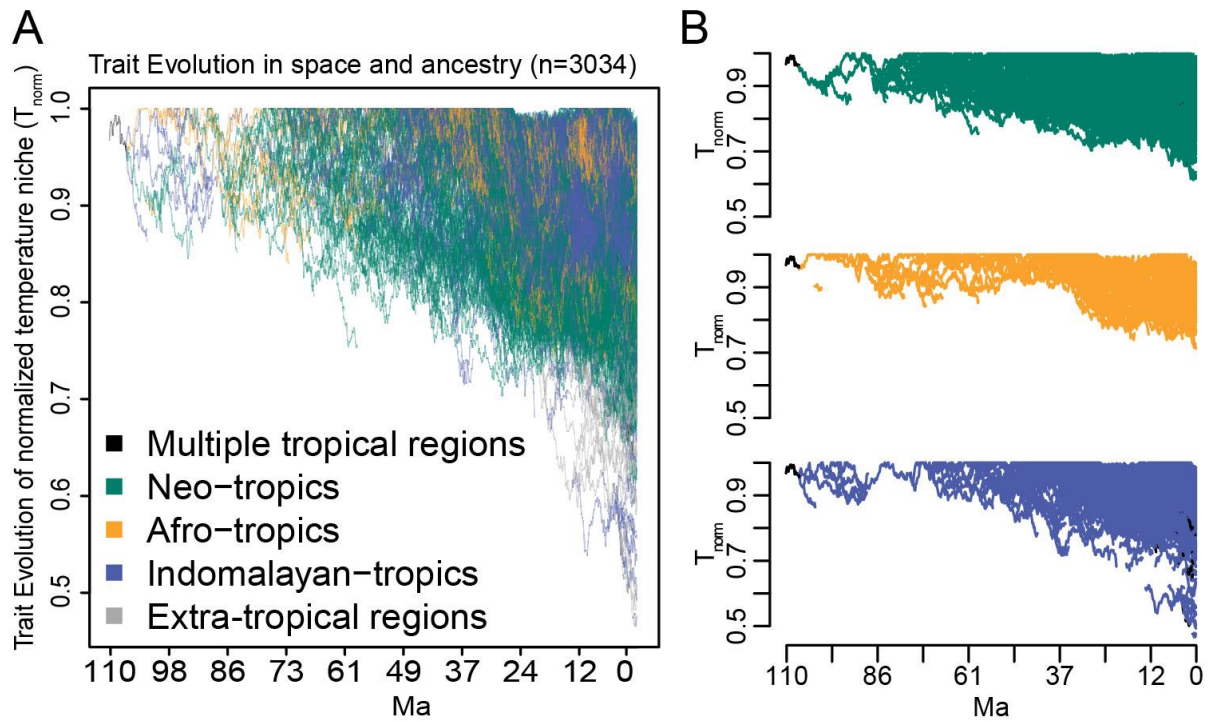 A
Trait Evolution in space and ancestry (n=3034)
Trait Evolution of normalized temperature niche (Tnorm)
1.0
0.9
0.8
0.7
0.6
0.5
Multiple tropical regions
Neo−tropics
Afro−tropics
Indomalayan−tropics
Extra-tropical regions
110 98 86 73 61 49 37 24 12 0
Ma
B
Tnorm
0.9
0.7
0.5
Tnorm
0.9
0.7
0.5
Tnorm
0.9
0.7
0.5
110 86 61 37 12 0
Ma